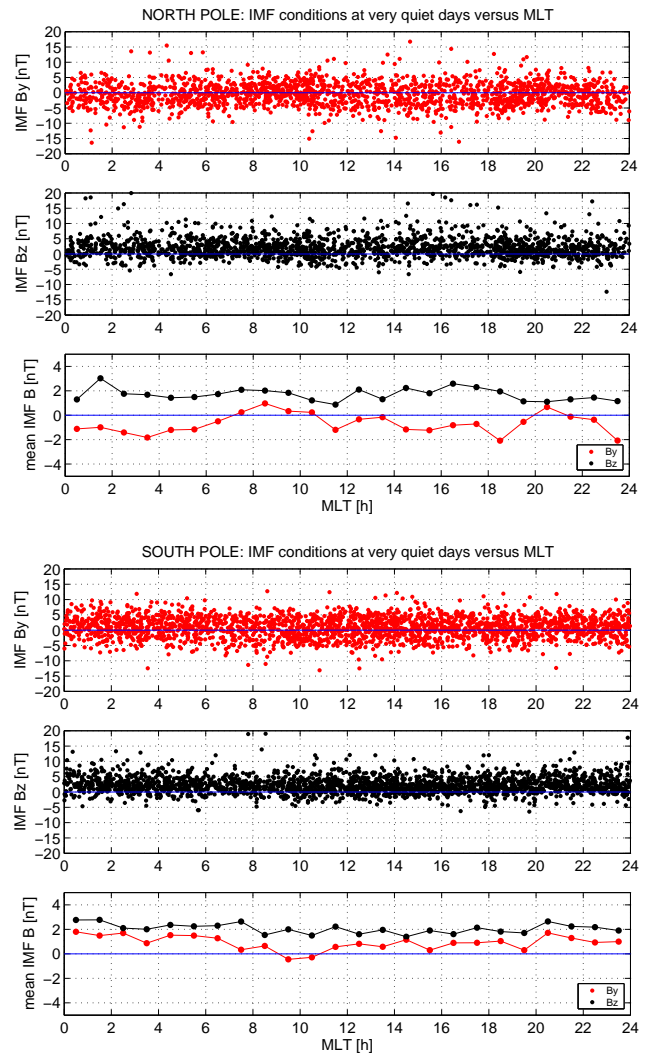 NORTH POLE: IMF conditions at very quiet days versus MLT
IMF By [nT]
20
15
10
5
0
−5
−10
−15
−20
0 2 4 6 8 10 12 14 16 18 20 22 24
IMF Bz [nT]
20
15
10
5
0
−5
−10
−15
−20
0 2 4 6 8 10 12 14 16 18 20 22 24
mean IMF B [nT]
4
2
0
−2
−4
By
Bz
0 2 4 6 8 10 12 14 16 18 20 22 24
MLT [h]
SOUTH POLE: IMF conditions at very quiet days versus MLT
IMF By [nT]
20
15
10
5
0
−5
−10
−15
−20
0 2 4 6 8 10 12 14 16 18 20 22 24
IMF Bz [nT]
20
15
10
5
0
−5
−10
−15
−20
0 2 4 6 8 10 12 14 16 18 20 22 24
mean IMF B [nT]
4
2
0
−2
−4
By
Bz
0 2 4 6 8 10 12 14 16 18 20 22 24
MLT [h]